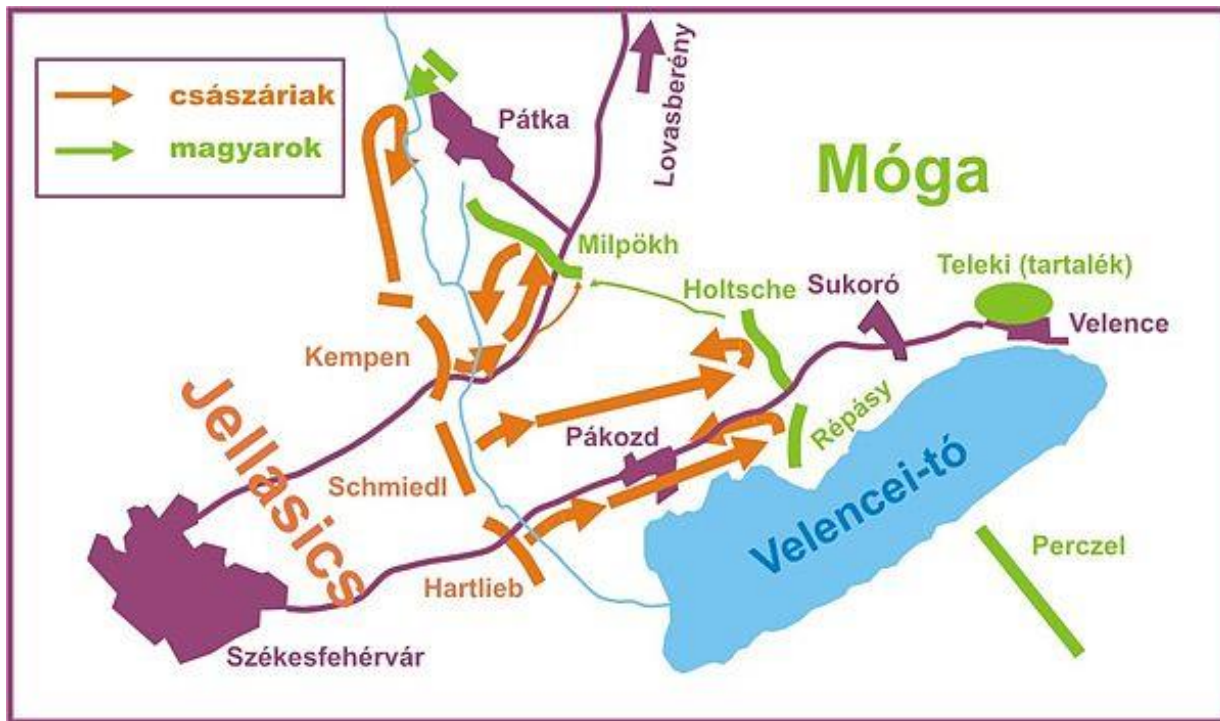 császáriak
magyarok
Pátka
Lovasberény
Móga
Milpökh
Holtsche
Sukoró
Teleki (tartalék)
Velence
Kempen
Jellasics
Répásy
Pákozd
Schmiedl
Velencei-tó
Perczel
Hartlieb
Székesfehérvár